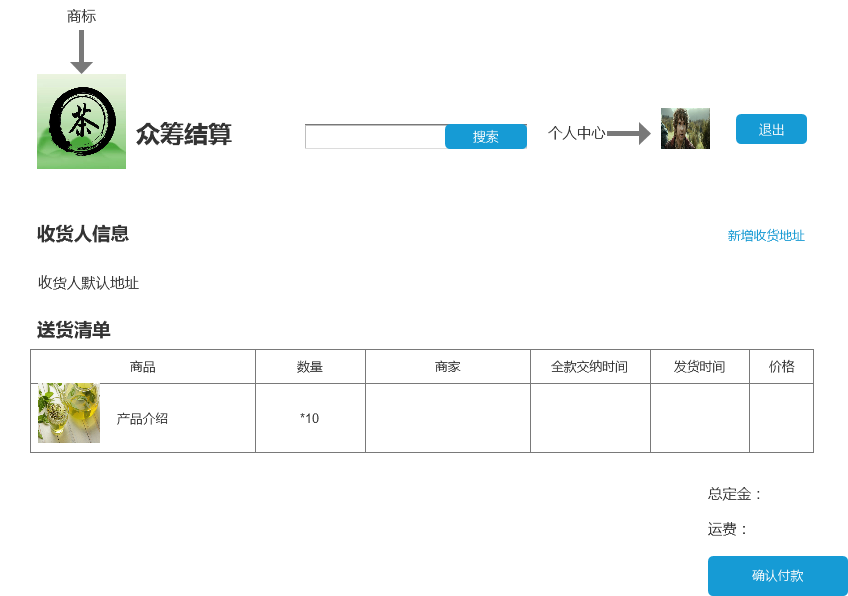 商标
茶
众筹结算
搜索
个人中心
退出
收货人信息
新增收货地址
收货人默认地址
送货清单
商品 数量 商家 全款交纳时间 发货时间 价格
产品介绍 *10
总定金：
运费：
确认付款